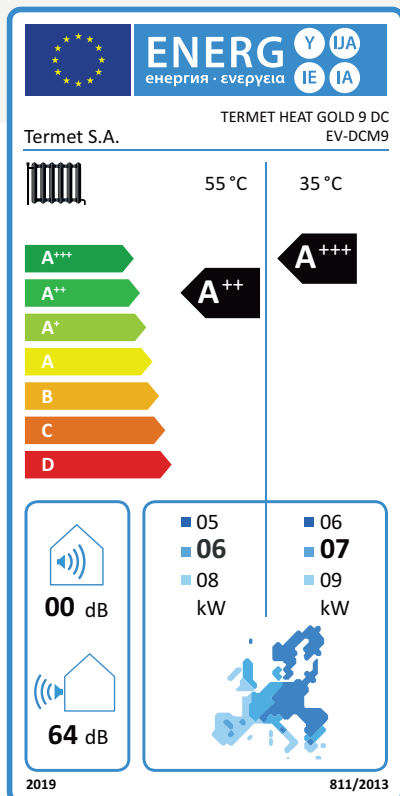 ENERG Y IJA
енергия · ενεργεια IE IA
TERMET HEAT GOLD 9 DC
Termet S.A. EV-DCM9
55 °C 35 °C
A+++
A+++
A++
A++
A+
A
B
C
D
05 06
06 07
08 09
kW kW
00 dB
64 dB
2019 811/2013